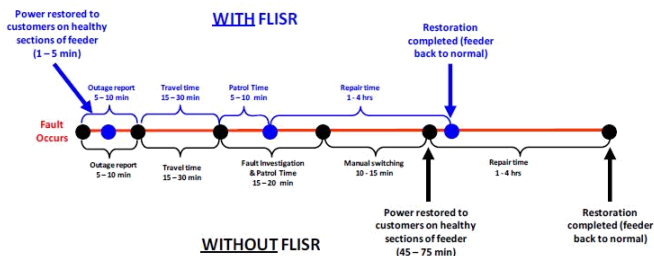 WITH FLISR
Power restored to
customers on healthy
sections of feeder
(1 – 5 min)
Restoration
completed (feeder
back to normal)
Outage report
5 – 10 min
Travel time
15 – 30 min
Patrol Time
5 – 10 min
Repair time
1 - 4 hrs
Fault
Occurs
Outage report
5 – 10 min
Travel time
15 – 30 min
Fault Investigation
& Patrol Time
15 – 20 min
Manual switching
10 - 15 min
Repair time
1 - 4 hrs
Power restored to
customers on healthy
sections of feeder
(45 – 75 min)
Restoration
completed (feeder
back to normal)
WITHOUT FLISR